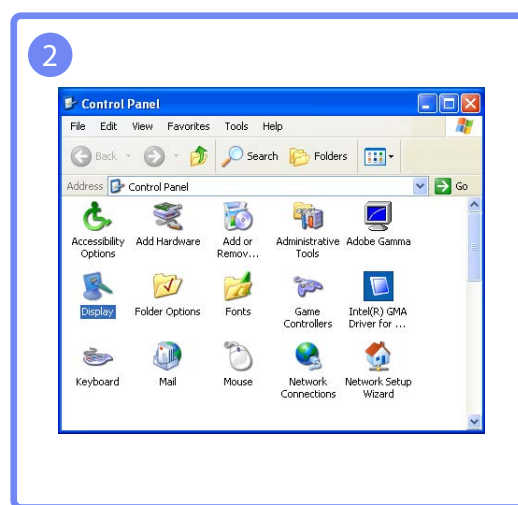 2
Control Panel
File Edit View Favorites Tools Help
Back Search Folders
Address Control Panel Go
Accessibility Options Add Hardware Add or Remov... Administrative Tools Adobe Gamma
Display Folder Options Fonts Game Controllers Intel(R) GMA Driver for ...
Keyboard Mail Mouse Network Connections Network Setup Wizard